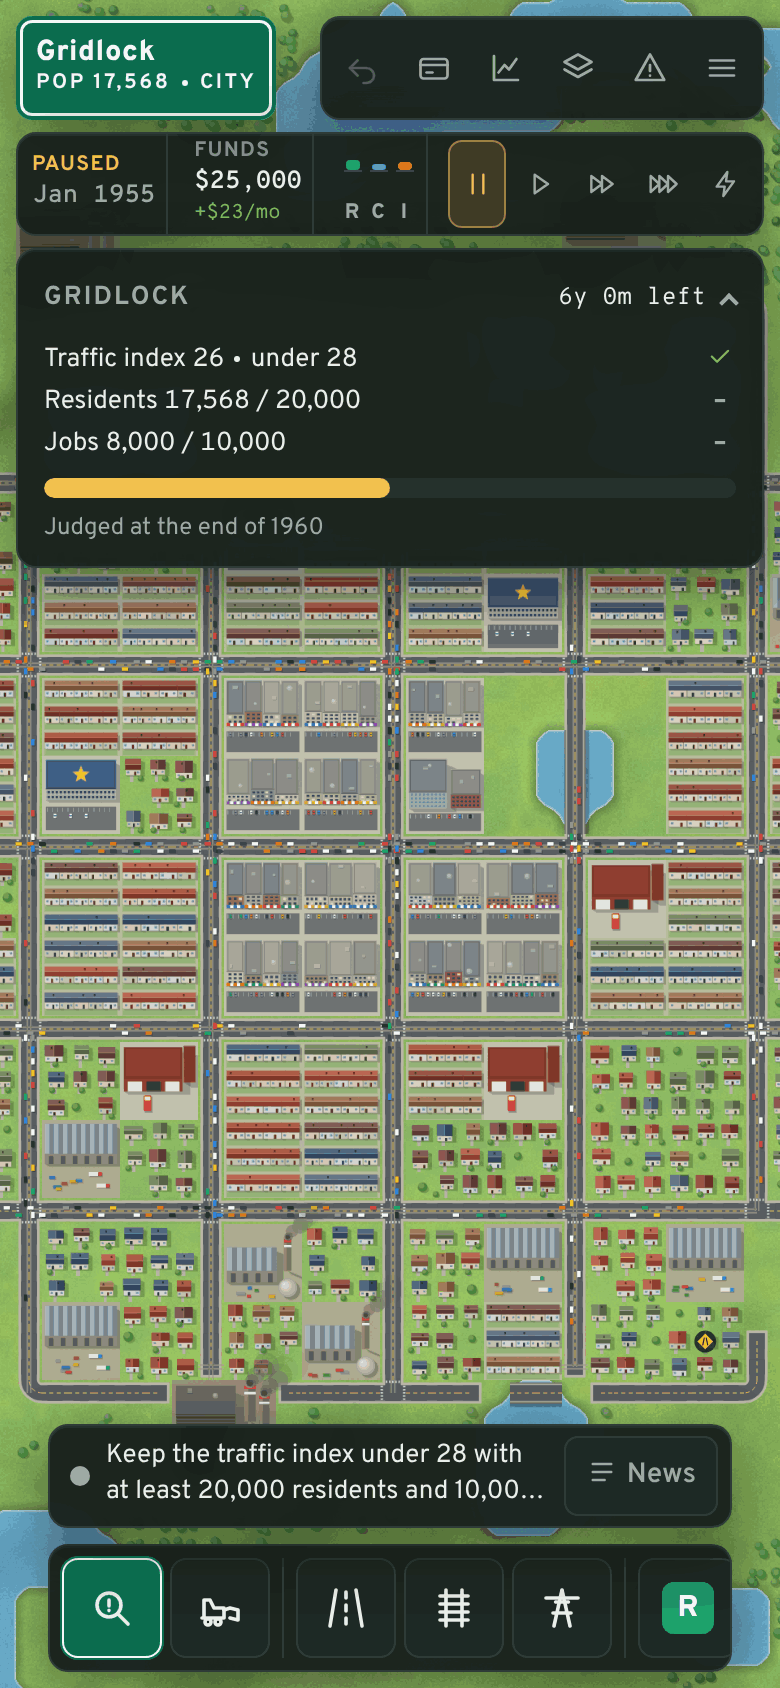 Gridlock
POP 17,568 • CITY
PAUSED
Jan 1955
FUNDS
$25,000
+$23/mo
R C I
GRIDLOCK
6y 0m left
Traffic index 26 • under 28
Residents 17,568 / 20,000
Jobs 8,000 / 10,000
Judged at the end of 1960
Keep the traffic index under 28 with
at least 20,000 residents and 10,00...
News
R